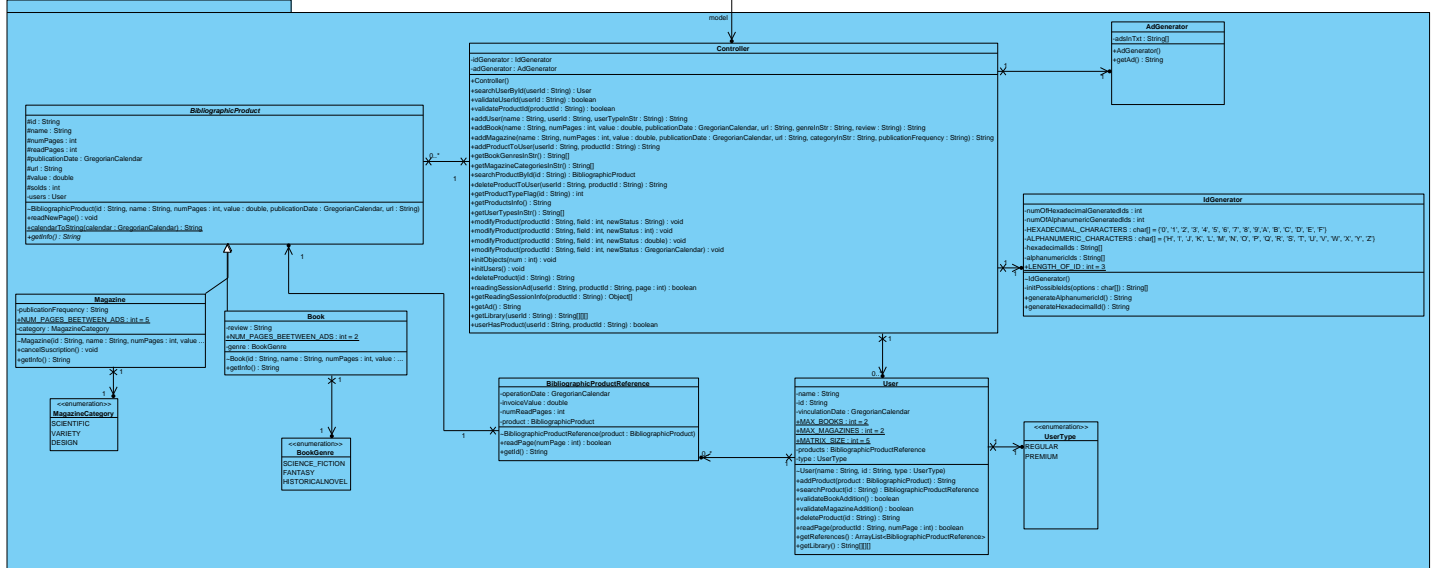 model
Controller
-idGenerator : IdGenerator
-adGenerator : AdGenerator
+Controller()
+searchUserById(userId : String) : User
+validateUserId(userId : String) : boolean
+validateProductId(productId : String) : boolean
+addUser(name : String, userId : String, userTypeInStr : String) : String
+addBook(name : String, numPages : int, value : double, publicationDate : GregorianCalendar, url : String, genreInStr : String, review : String) : String
+addMagazine(name : String, numPages : int, value : double, publicationDate : GregorianCalendar, url : String, categoryInStr : String, publicationFrequency : String) : String
+addProductToUser(userId : String, productId : String) : String
+getBookGenresInStr() : String[]
+getMagazineCategoriesInStr() : String[]
+searchProductById(id : String) : BibliographicProduct
+deleteProductToUser(userId : String, productId : String) : String
+getProductTypeFlag(id : String) : int
+getProductsInfo() : String
+getUserTypesInStr() : String[]
+modifyProduct(productId : String, field : int, newStatus : String) : void
+modifyProduct(productId : String, field : int, newStatus : int) : void
+modifyProduct(productId : String, field : int, newStatus : double) : void
+modifyProduct(productId : String, field : int, newStatus : GregorianCalendar) : void
+initObjects(num : int) : void
+initUsers() : void
+deleteProduct(id : String) : String
+readingSessionAd(userId : String, productId : String, page : int) : boolean
+getReadingSessionInfo(productId : String) : Object[]
+getAd() : String
+getLibrary(userId : String) : String[][][]
+userHasProduct(userId : String, productId : String) : boolean
AdGenerator
-adsInTxt : String[]
+AdGenerator()
+getAd() : String
1
1
BibliographicProduct
#id : String
#name : String
#numPages : int
#readPages : int
#publicationDate : GregorianCalendar
#url : String
#value : double
#solds : int
-users : User
~BibliographicProduct(id : String, name : String, numPages : int, value : double, publicationDate : GregorianCalendar, url : String)
+readNewPage() : void
+calendarToString(calendar : GregorianCalendar) : String
+getInfo() : String
0..*
1
IdGenerator
-numOfHexadecimalGeneratedIds : int
-numOfAlphanumericGeneratedIds : int
-HEXADECIMAL_CHARACTERS : char[] = {'0', '1', '2', '3', '4', '5', '6', '7', '8', '9','A', 'B', 'C', 'D', 'E', 'F'}
-ALPHANUMERIC_CHARACTERS : char[] = {'H', 'I', 'J', 'K', 'L', 'M', 'N', 'O', 'P', 'Q', 'R', 'S', 'T', 'U', 'V', 'W', 'X', 'Y', 'Z'}
-hexadecimalIds : String[]
-alphanumericIds : String[]
+LENGTH_OF_ID : int = 3
~IdGenerator()
-initPossibleIds(options : char[]) : String[]
+generateAlphanumericId() : String
+generateHexadecimalId() : String
1
1
1
Magazine
-publicationFrequency : String
+NUM_PAGES_BEETWEEN_ADS : int = 5
-category : MagazineCategory
~Magazine(id : String, name : String, numPages : int, value ...
+cancelSuscription() : void
+getInfo() : String
1
1
<<enumeration>>
MagazineCategory
SCIENTIFIC
VARIETY
DESIGN
Book
-review : String
+NUM_PAGES_BEETWEEN_ADS : int = 2
-genre : BookGenre
~Book(id : String, name : String, numPages : int, value : ...
+getInfo() : String
1
1
<<enumeration>>
BookGenre
SCIENCE_FICTION
FANTASY
HISTORICALNOVEL
1
BibliographicProductReference
-operationDate : GregorianCalendar
-invoiceValue : double
-numReadPages : int
-product : BibliographicProduct
~BibliographicProductReference(product : BibliographicProduct)
+readPage(numPage : int) : boolean
+getId() : String
0..*
1
1
User
-name : String
-id : String
-vinculationDate : GregorianCalendar
+MAX_BOOKS : int = 2
+MAX_MAGAZINES : int = 2
+MATRIX_SIZE : int = 5
-products : BibliographicProductReference
-type : UserType
~User(name : String, id : String, type : UserType)
+addProduct(product : BibliographicProduct) : String
+searchProduct(id : String) : BibliographicProductReference
+validateBookAddition() : boolean
+validateMagazineAddition() : boolean
+deleteProduct(id : String) : String
+readPage(productId : String, numPage : int) : boolean
+getReferences() : ArrayList<BibliographicProductReference>
+getLibrary() : String[][][]
1
1
<<enumeration>>
UserType
REGULAR
PREMIUM